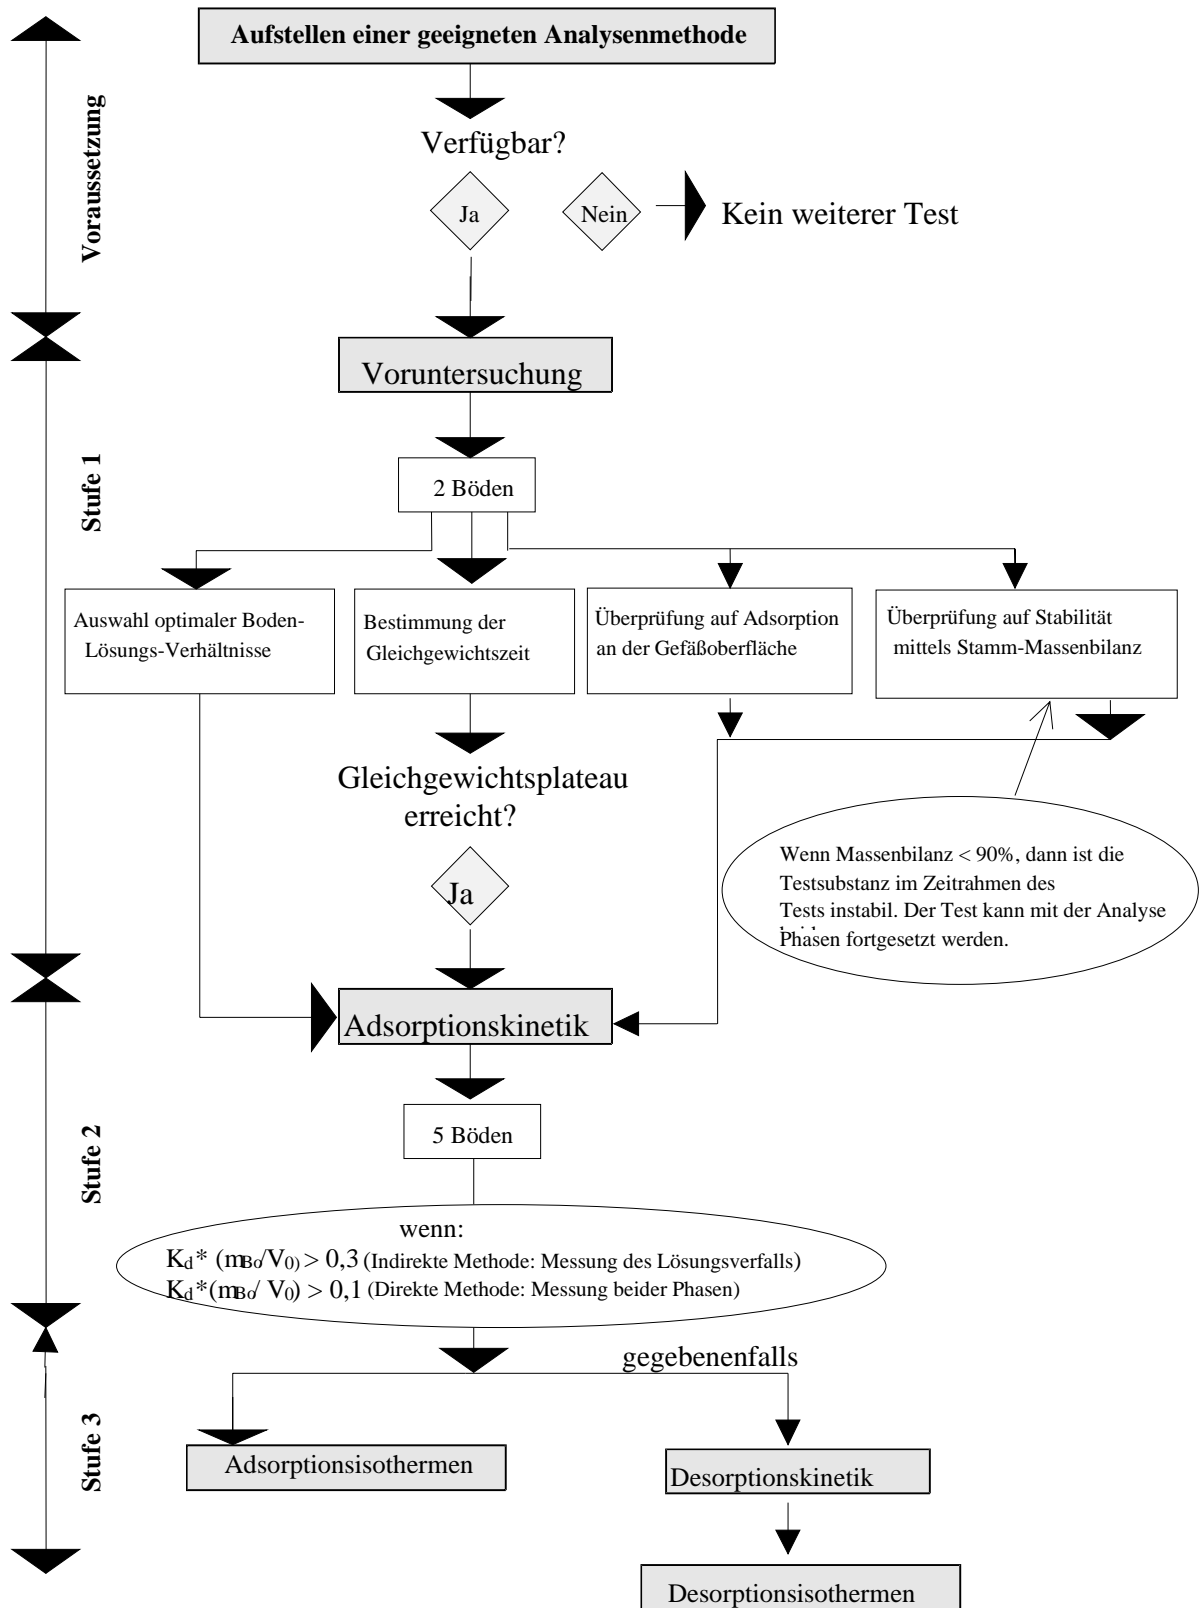 Aufstellen einer geeigneten Analysenmethode
Voraussetzung
Verfügbar?
Ja
Nein
Kein weiterer Test
Voruntersuchung
Stufe 1
2 Böden
Auswahl optimaler Boden-
Lösungs-Verhältnisse
Bestimmung der
Gleichgewichtszeit
Überprüfung auf Adsorption
an der Gefäßoberfläche
Überprüfung auf Stabilität
mittels Stamm-Massenbilanz
Gleichgewichtsplateau
erreicht?
Ja
Wenn Massenbilanz < 90%, dann ist die
Testsubstanz im Zeitrahmen des
Tests instabil. Der Test kann mit der Analyse
Phasen fortgesetzt werden.
Adsorptionskinetik
Stufe 2
5 Böden
wenn:
Kd* (mBo/V0) > 0,3 (Indirekte Methode: Messung des Lösungsverfalls)
Kd*(mBo/ V0) > 0,1 (Direkte Methode: Messung beider Phasen)
gegebenenfalls
Stufe 3
Adsorptionsisothermen
Desorptionskinetik
Desorptionsisothermen